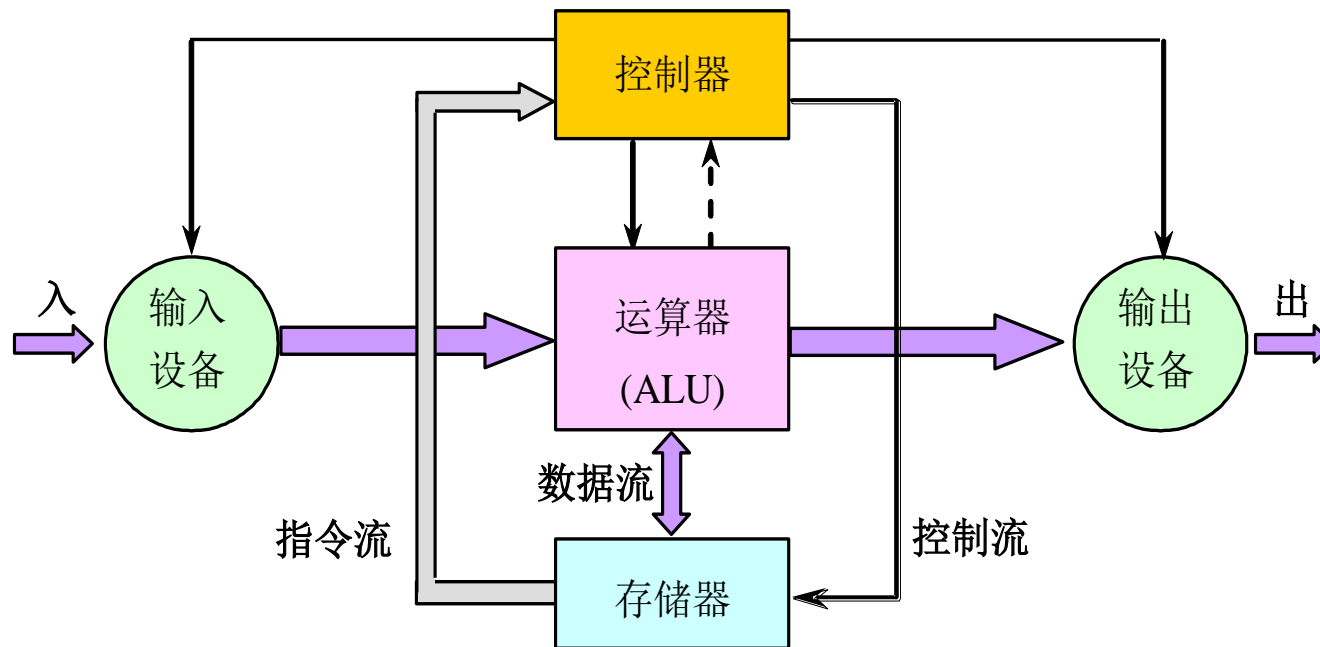 控制器
入
输入
设备
运算器
(ALU)
输出
设备
出
数据流
指令流
控制流
存储器